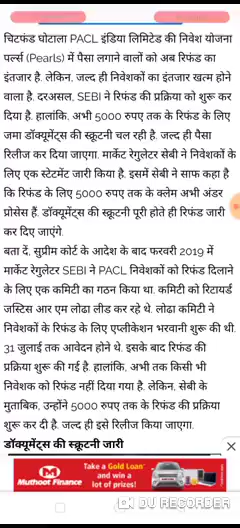 चिटफंड घोटाला PACL इंडिया लिमिटेड की निवेश योजना
पर्ल्स (Pearls) में पैसा लगाने वालों को अब रिफंड का
इंतजार है. लेकिन, जल्द ही निवेशकों का इंतजार खत्म होने
वाला है. दरअसल, SEBI ने रिफंड की प्रक्रिया को शुरू कर
दिया है. हालांकि, अभी 5000 रुपए तक के रिफंड के लिए
जमा डॉक्यूमेंट्स की स्क्रूटनी चल रही है. जल्द ही पैसा
रिलीज कर दिया जाएगा. मार्केट रेगुलेटर सेबी ने निवेशकों के
लिए एक स्टेटमेंट जारी किया है. इसमें सेबी ने साफ कहा है
कि रिफंड के लिए 5000 रुपए तक के क्लेम अभी अंडर
प्रोसेस हैं. डॉक्यूमेंट्स की स्क्रूटनी पूरी होते ही रिफंड जारी
कर दिए जाएंगे.
बता दें, सुप्रीम कोर्ट के आदेश के बाद फरवरी 2019 में
मार्केट रेगुलेटर SEBI ने PACL निवेशकों को रिफंड दिलाने
के लिए एक कमिटी का गठन किया था. कमिटी को रिटायर्ड
जस्टिस आर एम लोढा लीड कर रहे थे. लोढा कमिटी ने
निवेशकों के रिफंड के लिए एप्लीकेशन भरवानी शुरू की थी.
31 जुलाई तक आवेदन होने थे. इसके बाद रिफंड की
प्रक्रिया शुरू की गई है. हालांकि, अभी तक किसी भी
निवेशक को रिफंड नहीं दिया गया है. लेकिन, सेबी के
मुताबिक, उन्होंने 5000 रुपए तक के रिफंड की प्रक्रिया
शुरू कर दी है. जल्द ही इसे रिलीज किया जाएगा.
डॉक्यूमेंट्स की स्क्रूटनी जारी
Muthoot Finance
Take a Gold Loan*
and win a
lot of prizes!
DU RECORDER